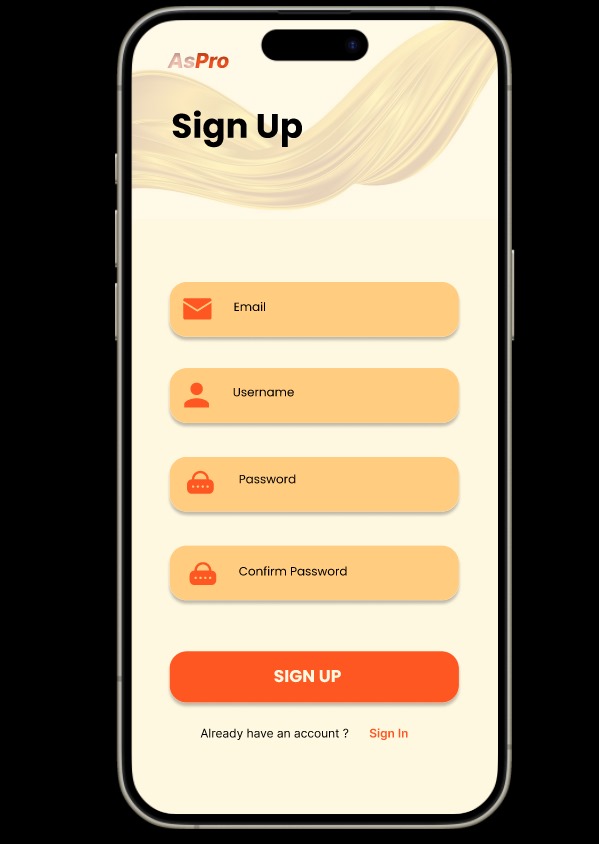 AsPro
Sign Up
Email
Username
Password
Confirm Password
SIGN UP
Already have an account ? Sign In